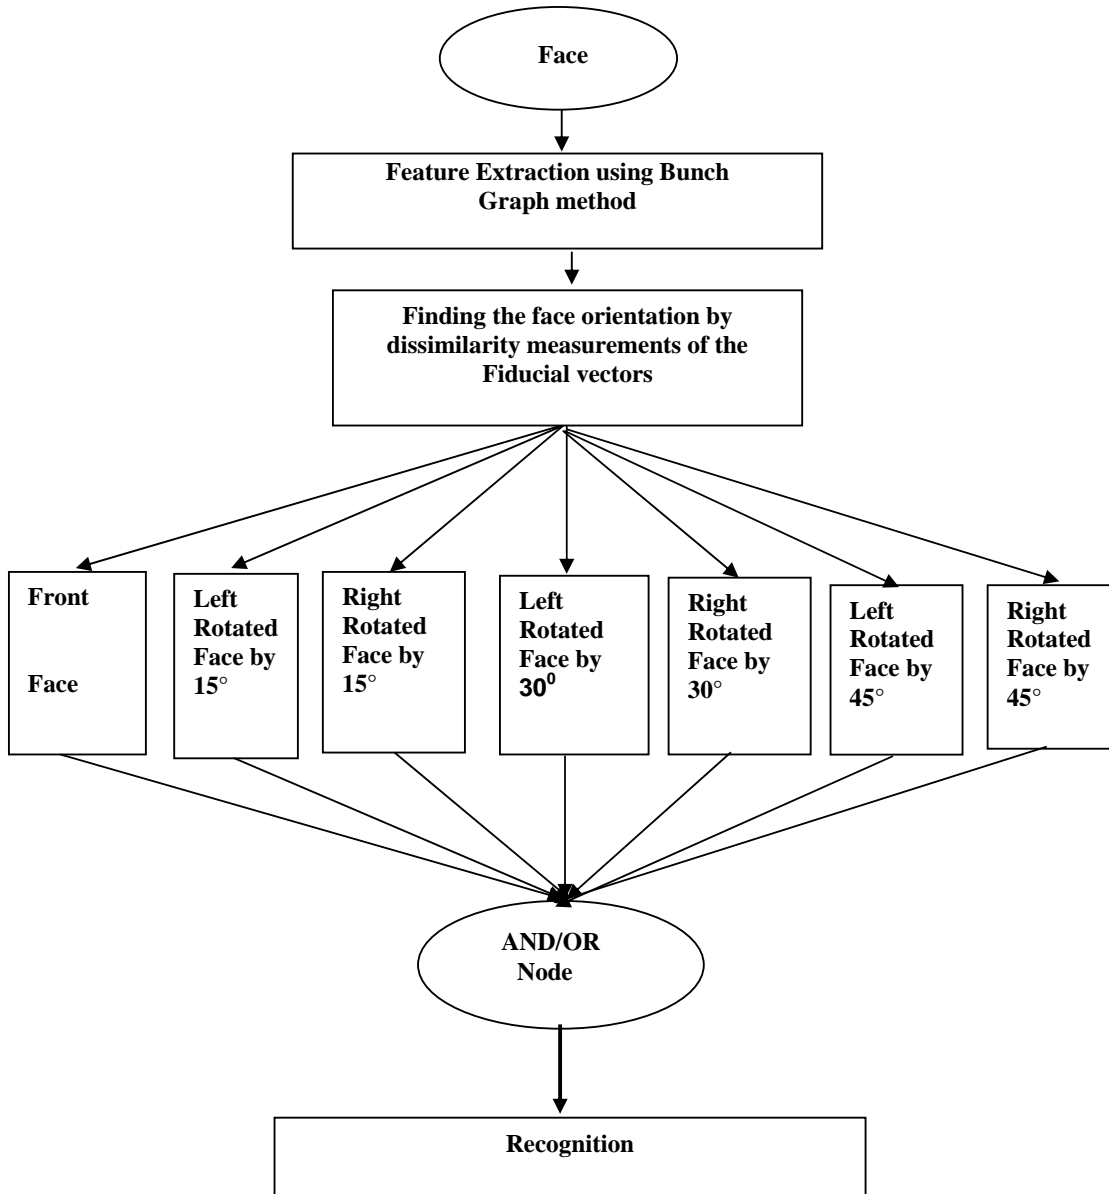 Face
Feature Extraction using Bunch
Graph method
Finding the face orientation by
dissimilarity measurements of the
Fiducial vectors
Front
Face
Left
Rotated
Face by
15°
Right
Rotated
Face by
15°
Left
Rotated
Face by
30⁰
Right
Rotated
Face by
30°
Left
Rotated
Face by
45°
Right
Rotated
Face by
45°
AND/OR
Node
Recognition